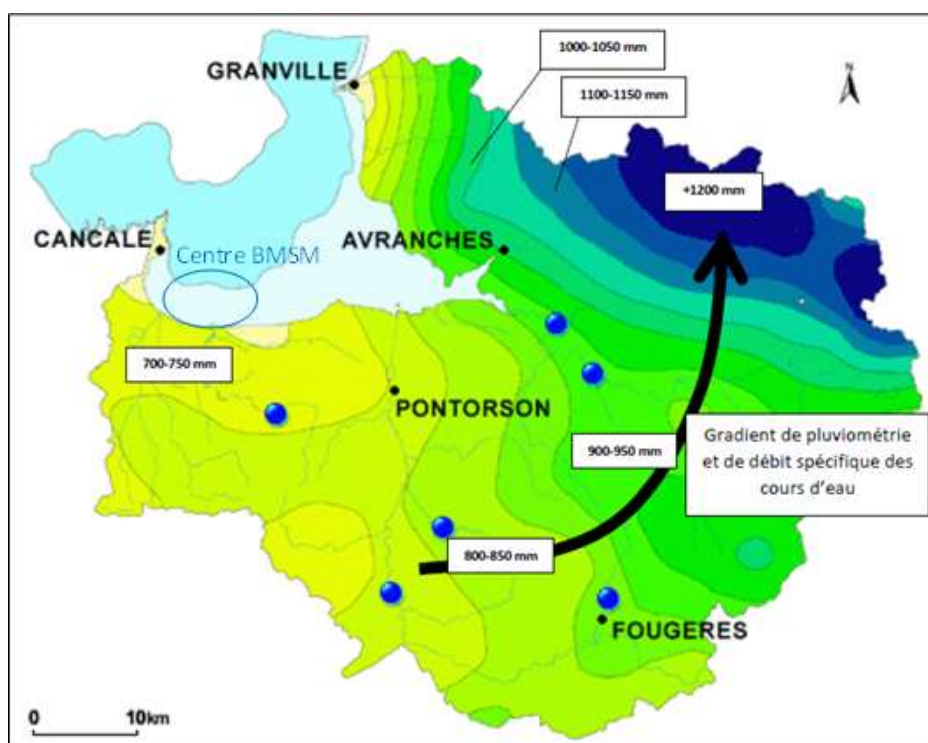 1000-1050 mm
GRANVILLE
N
1100-1150 mm
+1200 mm
CANCALE
AVRANCHES
Centre BMSM
700-750 mm
PONTORSON
900-950 mm
Gradient de pluviométrie
et de débit spécifique des
cours d'eau
800-850 mm
FOUGERES
0 10km